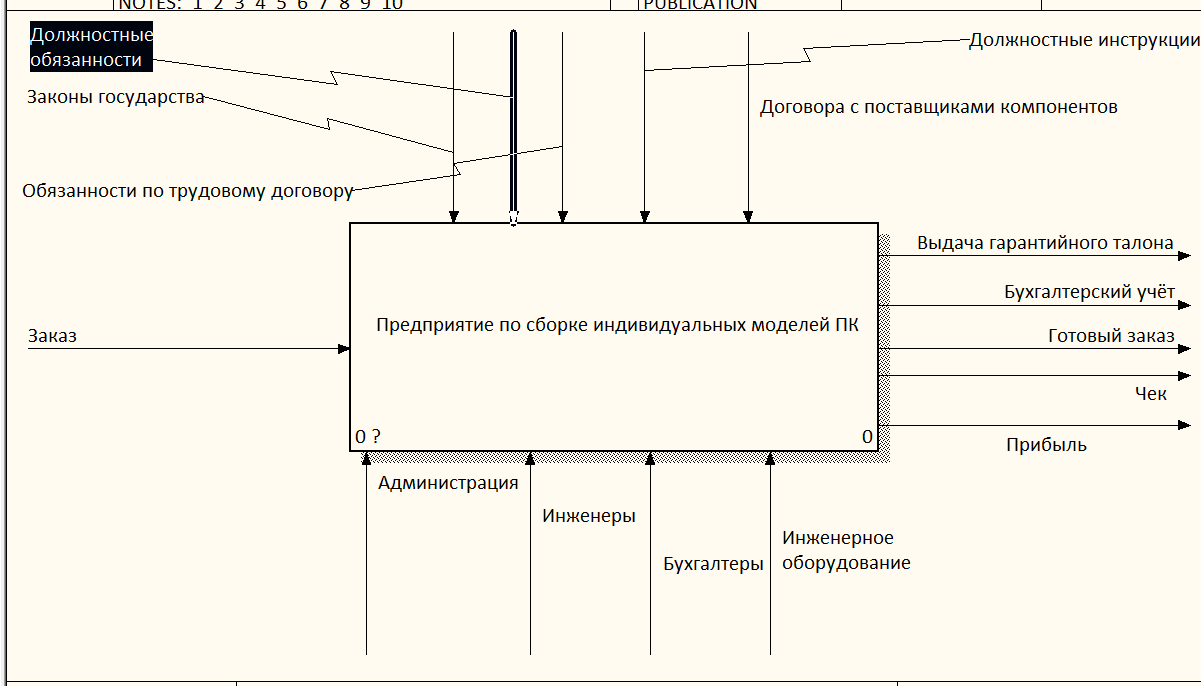 NOTES: 1 2 3 4 5 6 7 8 9 10
PUBLICATION
Должностные
обязанности
Должностные инструкции
Законы государства
Договора с поставщиками компонентов
Обязанности по трудовому договору
Выдача гарантийного талона
Бухгалтерский учёт
Предприятие по сборке индивидуальных моделей ПК
Заказ
Готовый заказ
Чек
0 ?
0
Прибыль
Администрация
Инженеры
Инженерное
оборудование
Бухгалтеры